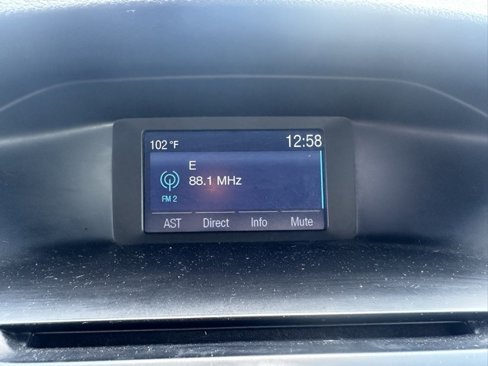 102 °F 12:58
E
88.1 MHz
FM 2
AST Direct Info Mute